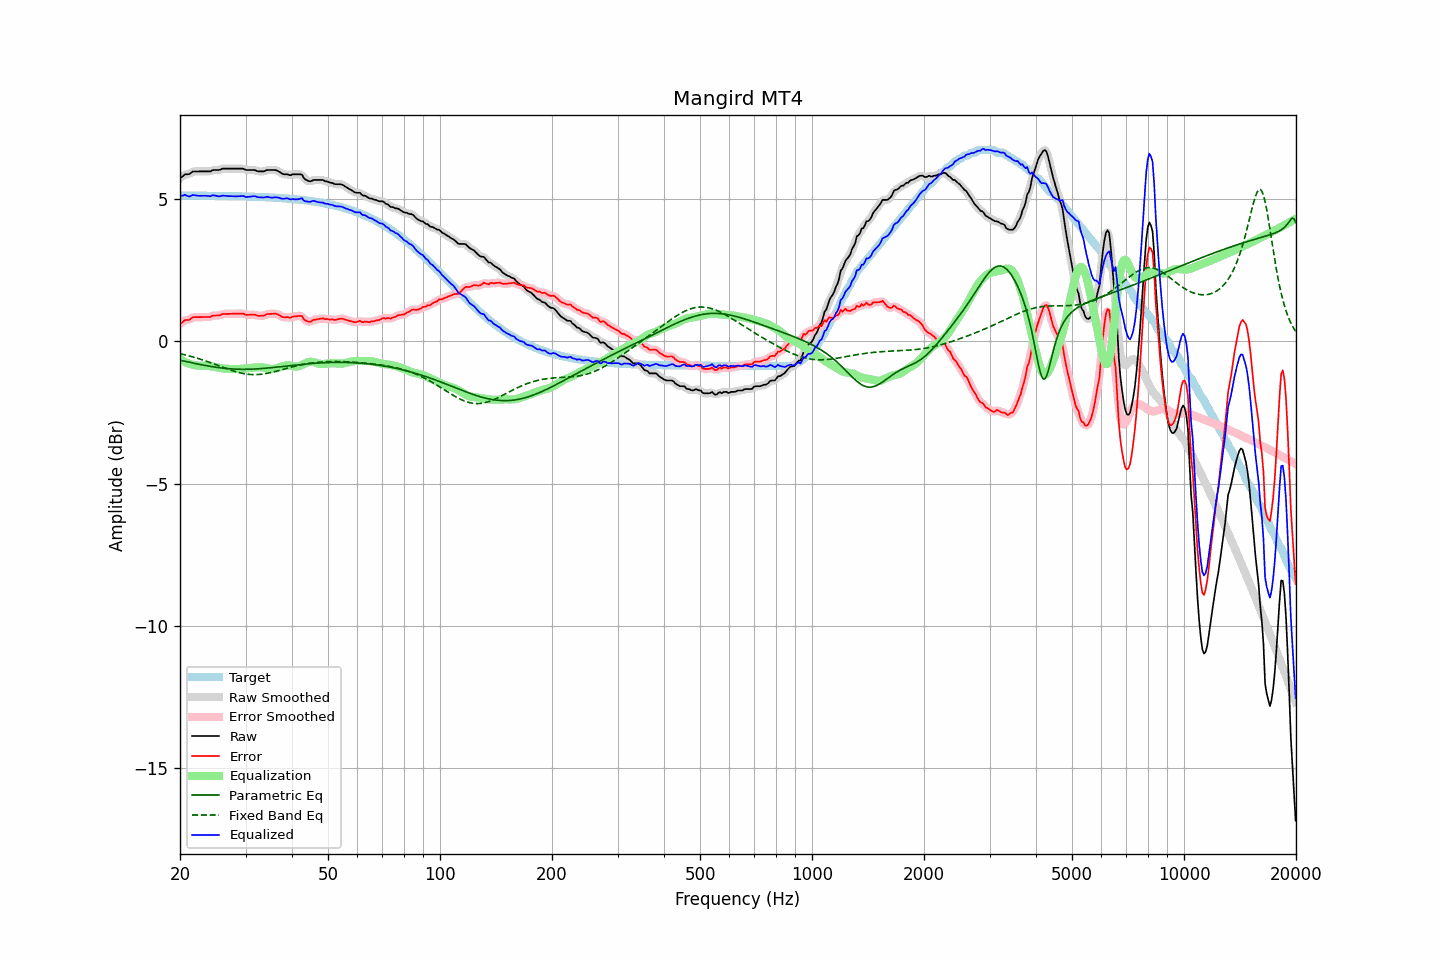 Mangird MT4
Amplitude (dBr)
5
0
−5
−10
−15
Target
Raw Smoothed
Error Smoothed
Raw
Error
Equalization
Parametric Eq
Fixed Band Eq
Equalized
20 50 100 200 500 1000 2000 5000 10000 20000
Frequency (Hz)